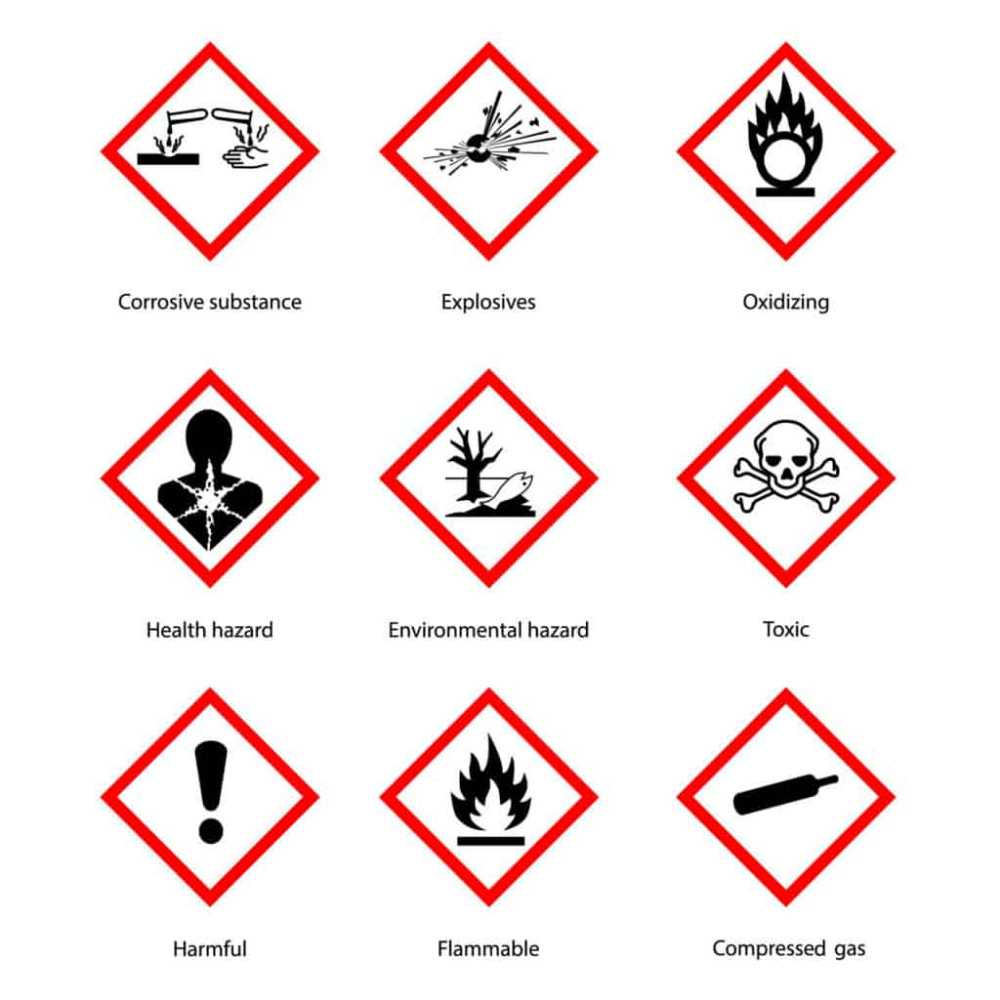 Corrosive substance
Explosives
Oxidizing
Health hazard
Environmental hazard
Toxic
Harmful
Flammable
Compressed gas